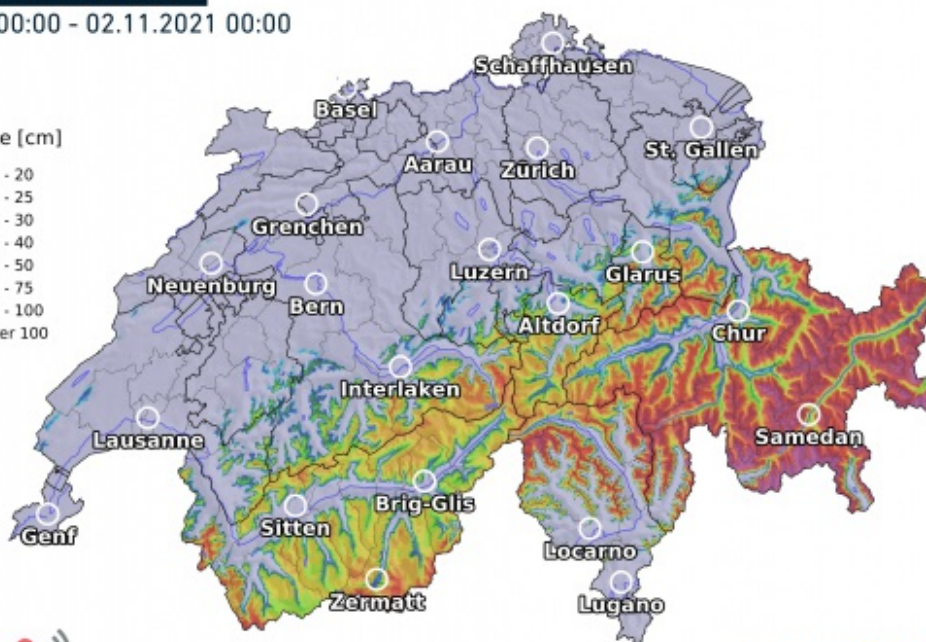 00:00 - 02.11.2021 00:00
Schaffhausen
Basel
e [cm]
Aarau
Zürich
St. Gallen
- 20
- 25
- 30
- 40
- 50
- 75
- 100
er 100
Grenchen
Neuenburg
Bern
Luzern
Glarus
Altdorf
Chur
Interlaken
Lausanne
Samedan
Brig-Glis
Sitten
Genf
Locarno
Zermatt
Lugano